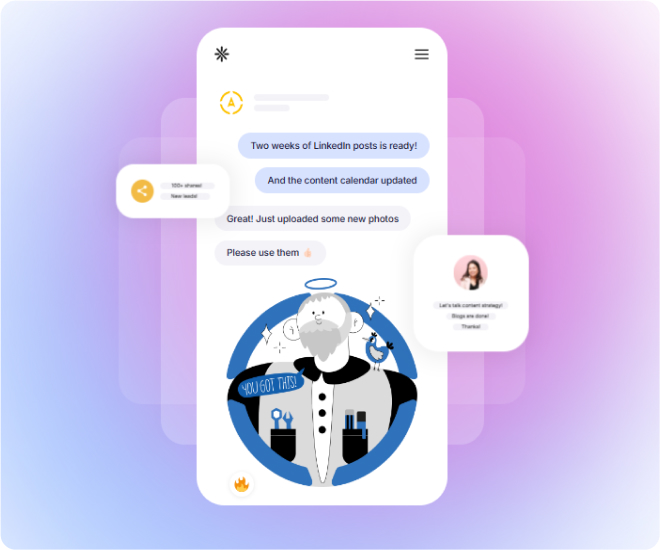 Two weeks of LinkedIn posts is ready!
And the content calendar updated
100+ shares!
New leads!
Great! Just uploaded some new photos
Please use them 👌🏻
Let's talk content strategy!
Blogs are done!
Thanks!
YOU GOT THIS!